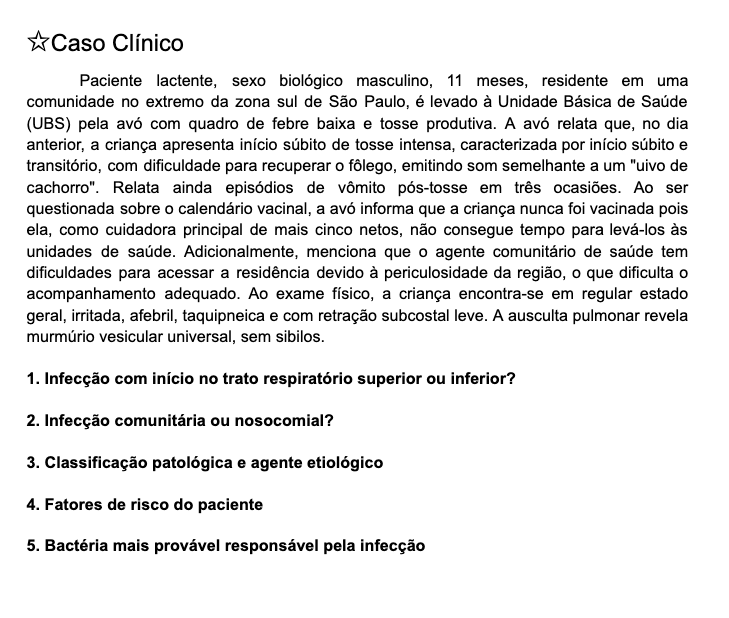 ☆Caso Clínico
Paciente lactente, sexo biológico masculino, 11 meses, residente em uma
comunidade no extremo da zona sul de São Paulo, é levado à Unidade Básica de Saúde
(UBS) pela avó com quadro de febre baixa e tosse produtiva. A avó relata que, no dia
anterior, a criança apresenta início súbito de tosse intensa, caracterizada por início súbito e
transitório, com dificuldade para recuperar o fôlego, emitindo som semelhante a um "uivo de
cachorro". Relata ainda episódios de vômito pós-tosse em três ocasiões. Ao ser
questionada sobre o calendário vacinal, a avó informa que a criança nunca foi vacinada pois
ela, como cuidadora principal de mais cinco netos, não consegue tempo para levá-los às
unidades de saúde. Adicionalmente, menciona que o agente comunitário de saúde tem
dificuldades para acessar a residência devido à periculosidade da região, o que dificulta o
acompanhamento adequado. Ao exame físico, a criança encontra-se em regular estado
geral, irritada, afebril, taquipneica e com retração subcostal leve. A ausculta pulmonar revela
murmúrio vesicular universal, sem sibilos.
1. Infecção com início no trato respiratório superior ou inferior?
2. Infecção comunitária ou nosocomial?
3. Classificação patológica e agente etiológico
4. Fatores de risco do paciente
5. Bactéria mais provável responsável pela infecção